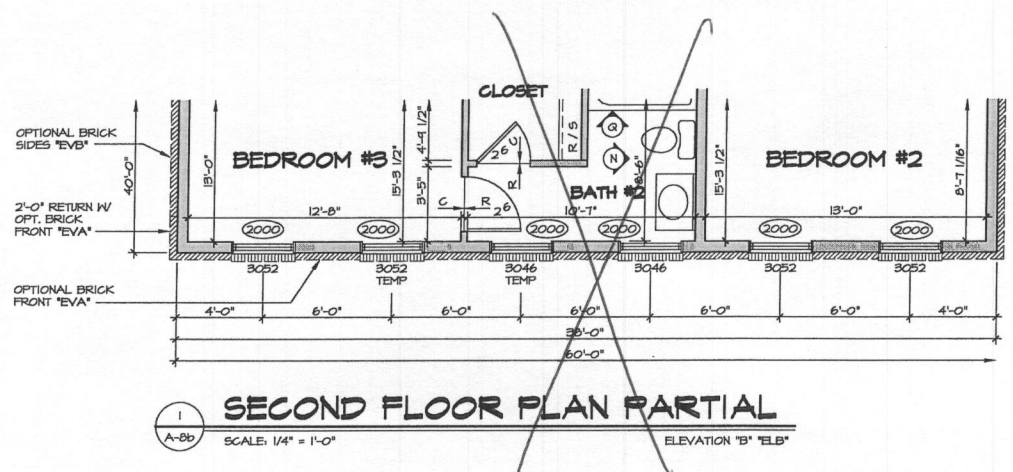 CLOSET
OPTIONAL BRICK
SIDES "EVB"
40'-0"
13'-0"
BEDROOM #3
15'-3 1/2"
4'-9 1/2"
3'-5"
2⁶
C
R
R/S
Q
N
BATH #2
15'-3 1/2"
BEDROOM #2
8'-7 1/16"
2'-0" RETURN W/
OPT. BRICK
FRONT "EVA"
12'-8"
C
R
2⁶
10'-7"
13'-0"
2000
2000
2000
2000
2000
2000
3052
3052
TEMP
3046
TEMP
3046
3052
3052
OPTIONAL BRICK
FRONT "EVA"
4'-0"
6'-0"
6'-0"
6'-0"
6'-0"
6'-0"
4'-0"
38'-0"
60'-0"
1
A-8b
SECOND FLOOR PLAN PARTIAL
SCALE: 1/4" = 1'-0"
ELEVATION "B" "ELB"